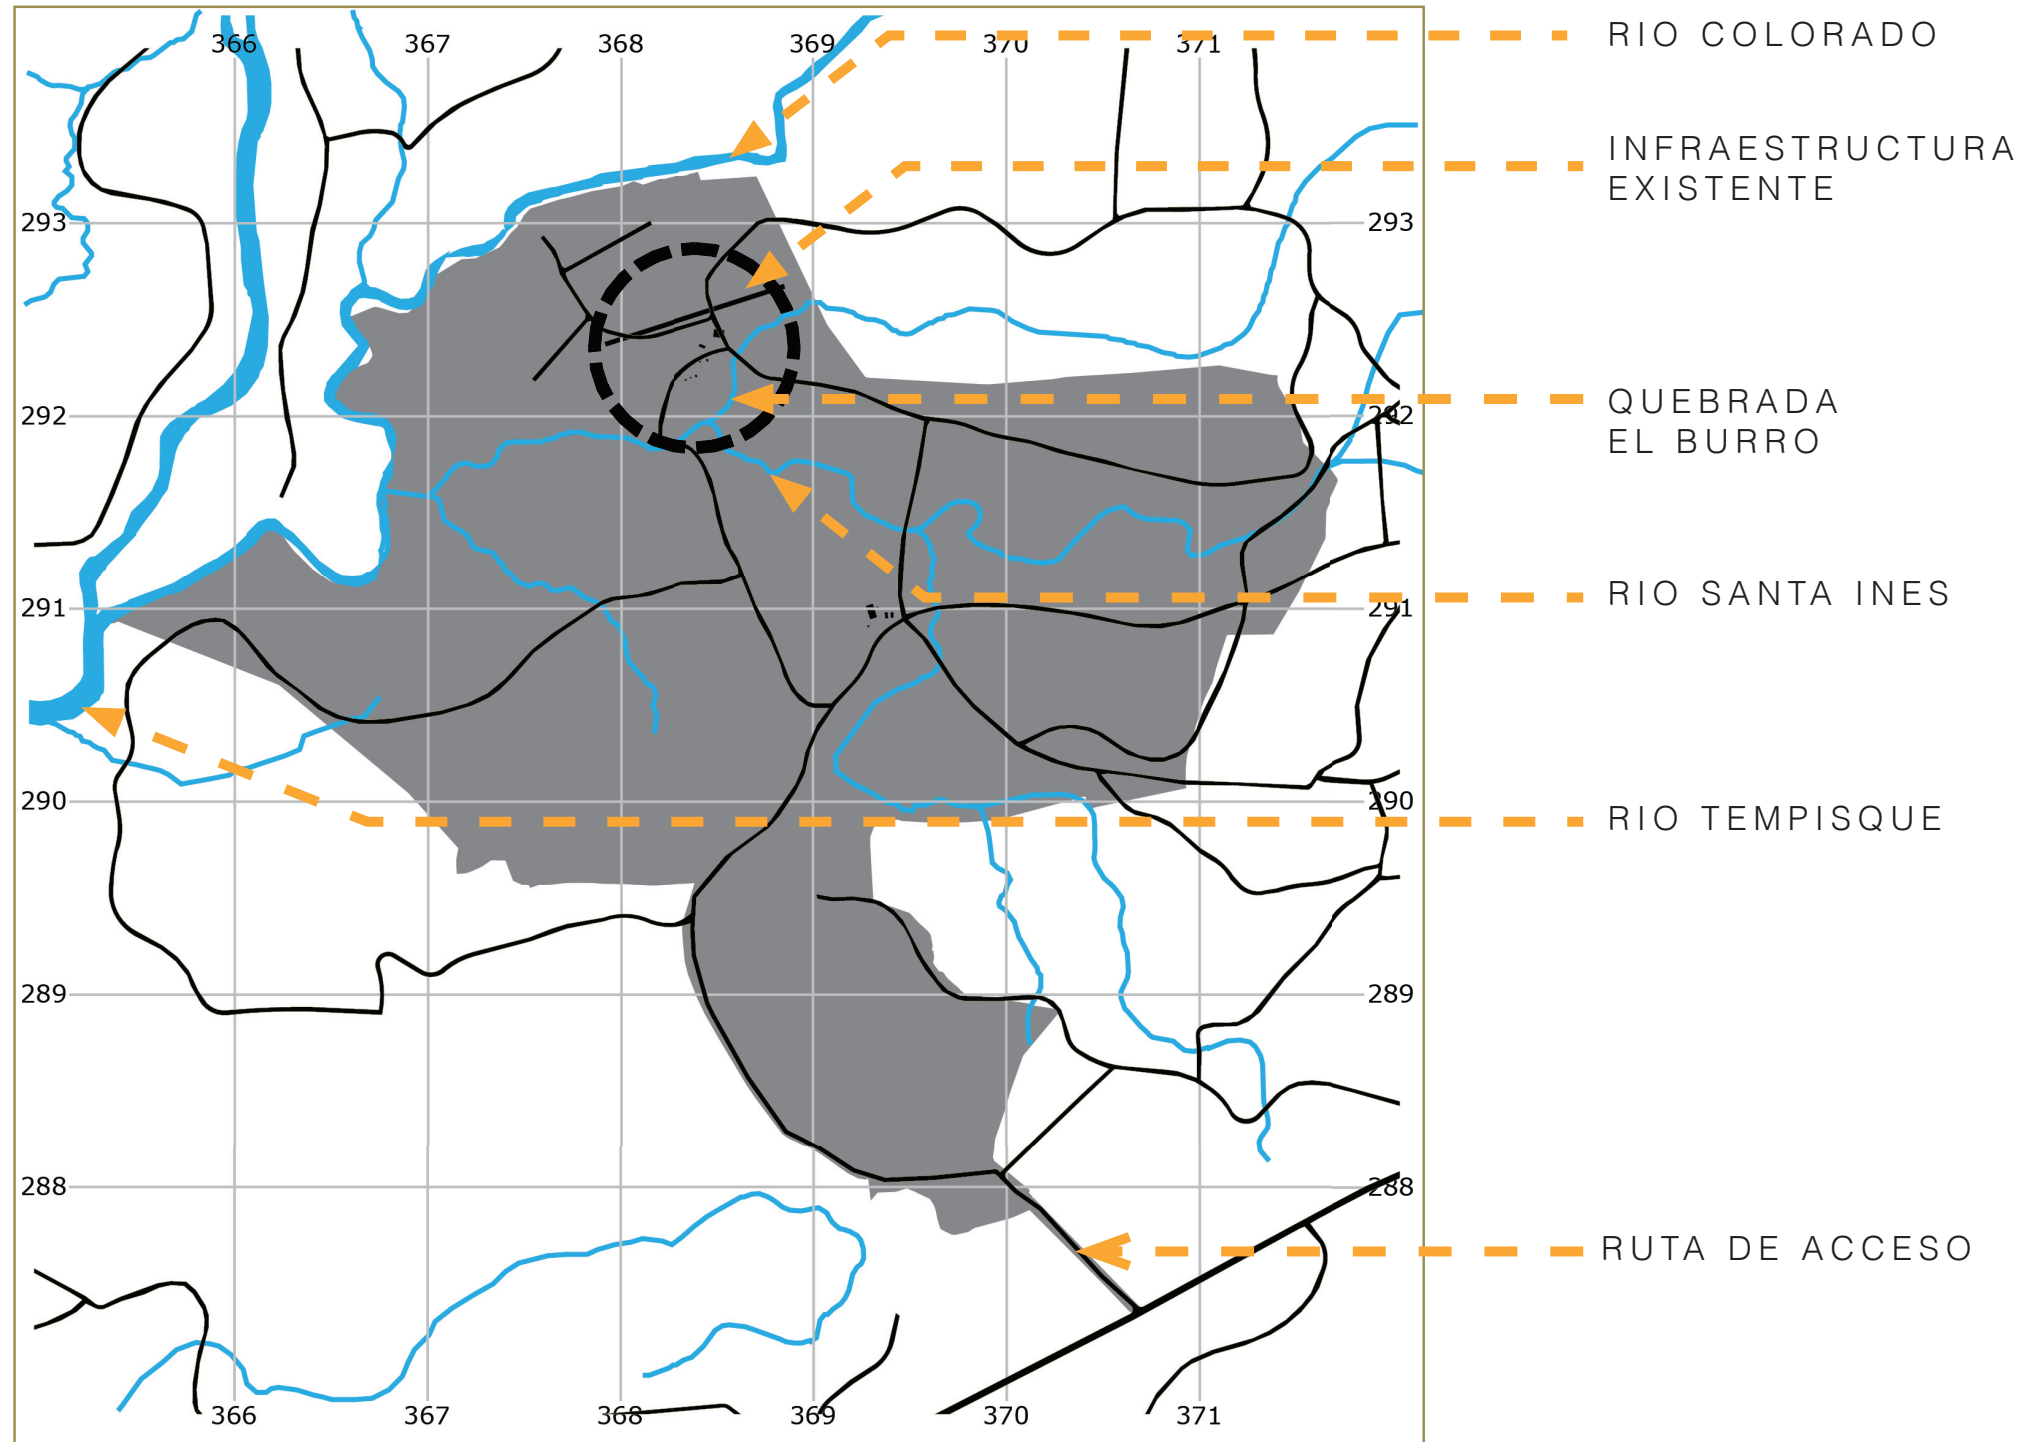 366 367 368 369 370 371
RIO COLORADO
INFRAESTRUCTURA
EXISTENTE
293 293
292 292
QUEBRADA
EL BURRO
291 291
RIO SANTA INES
290 290
RIO TEMPISQUE
289 289
288 288
RUTA DE ACCESO
366 367 368 369 370 371